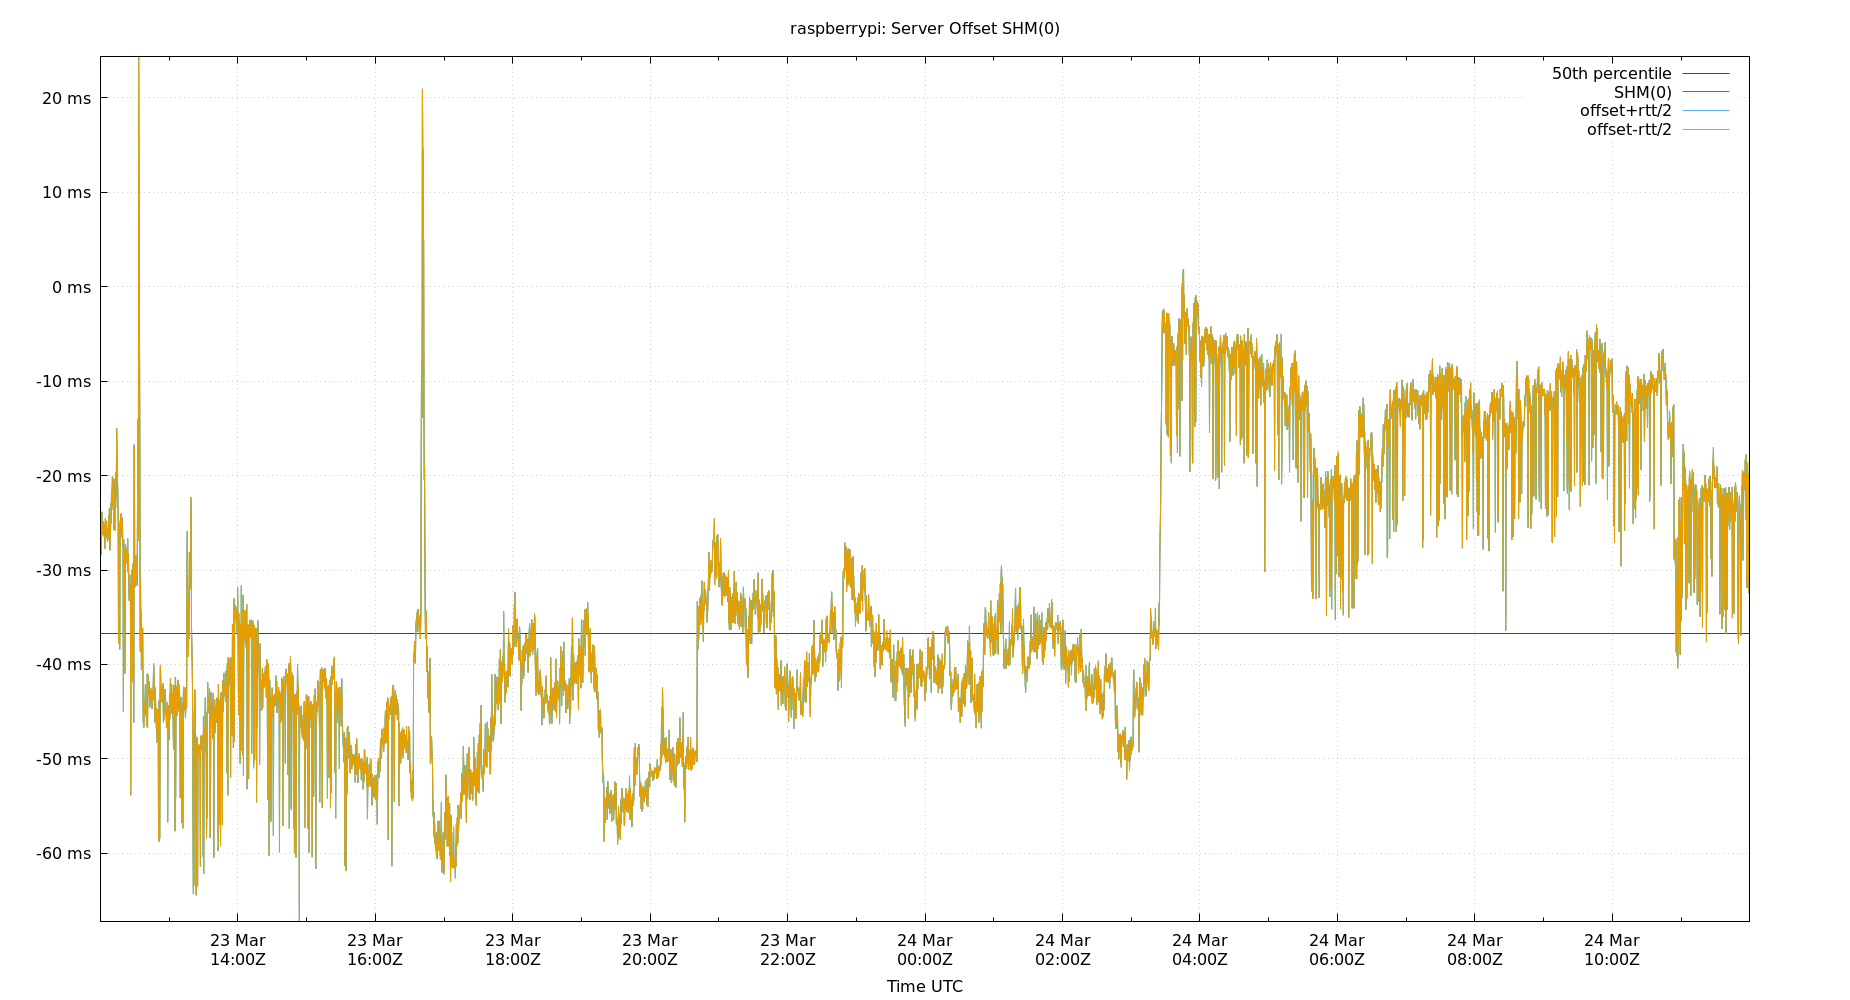 raspberrypi: Server Offset SHM(0)
50th percentile
SHM(0)
offset+rtt/2
offset-rtt/2
20 ms
10 ms
0 ms
-10 ms
-20 ms
-30 ms
-40 ms
-50 ms
-60 ms
23 Mar 23 Mar 23 Mar 23 Mar 23 Mar 24 Mar 24 Mar 24 Mar 24 Mar 24 Mar 24 Mar
14:00Z 16:00Z 18:00Z 20:00Z 22:00Z 00:00Z 02:00Z 04:00Z 06:00Z 08:00Z 10:00Z
Time UTC